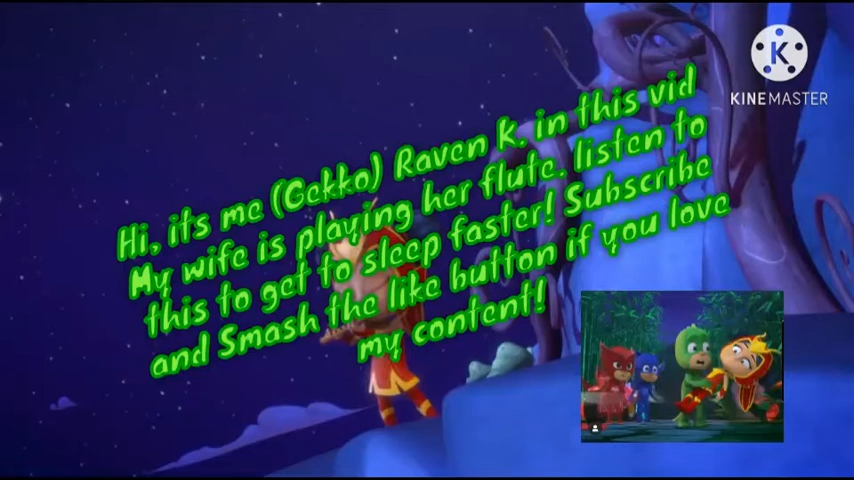 KINEMASTER
Hi, its me (Gekko) Raven K. in this vid
My wife is playing her flute. listen to
this to get to sleep faster! Subscribe
and Smash the like button if you love
my content!